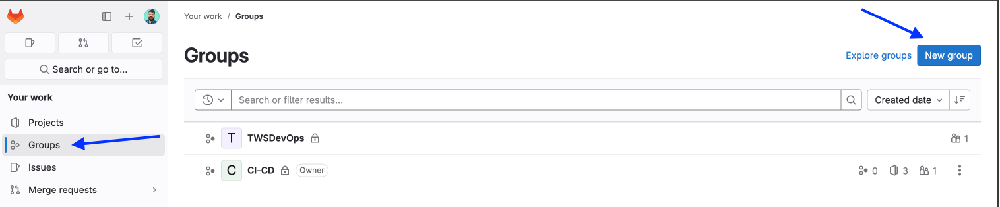 Your work / Groups
Groups
Explore groups
New group
Search or go to...
Your work
Projects
Groups
Issues
Merge requests
Search or filter results...
Created date
T TWSDevOps 1
C CI-CD Owner 0 3 1